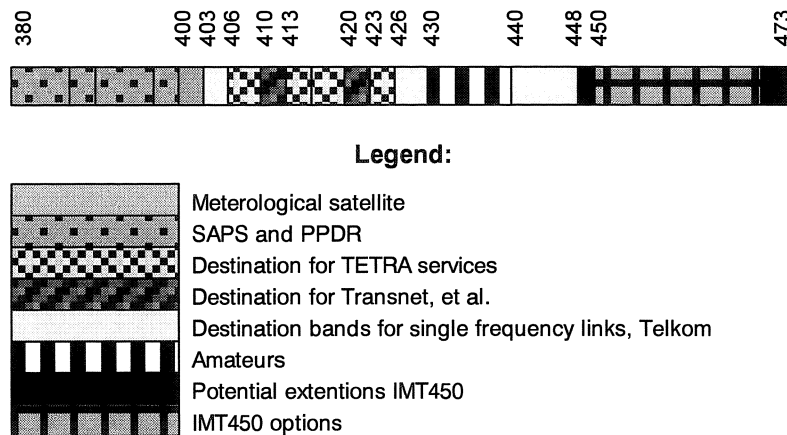 380 400 403 406 410 413 420 423 426 430 440 448 450 473
Legend:
Meterological satellite
SAPS and PPDR
Destination for TETRA services
Destination for Transnet, et al.
Destination bands for single frequency links, Telkom
Amateurs
Potential extentions IMT450
IMT450 options